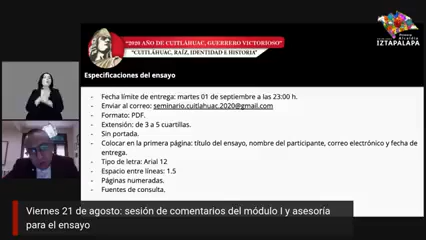 "2020 AÑO DE CUITLÁHUAC, GUERRERO VICTORIOSO"
"CUITLÁHUAC, RAÍZ, IDENTIDAD E HISTORIA"
Alcaldía
IZTAPALAPA
Especificaciones del ensayo
- Fecha límite de entrega: martes 01 de septiembre a las 23:00 h.
- Enviar al correo: seminario.cuitlahuac.2020@gmail.com
- Formato: PDF.
- Extensión: de 3 a 5 cuartillas.
- Sin portada.
- Colocar en la primera página: título del ensayo, nombre del participante, correo electrónico y fecha de
entrega.
- Tipo de letra: Arial 12
- Espacio entre líneas: 1.5
- Páginas numeradas.
- Fuentes de consulta.
Viernes 21 de agosto: sesión de comentarios del módulo I y asesoría
para el ensayo